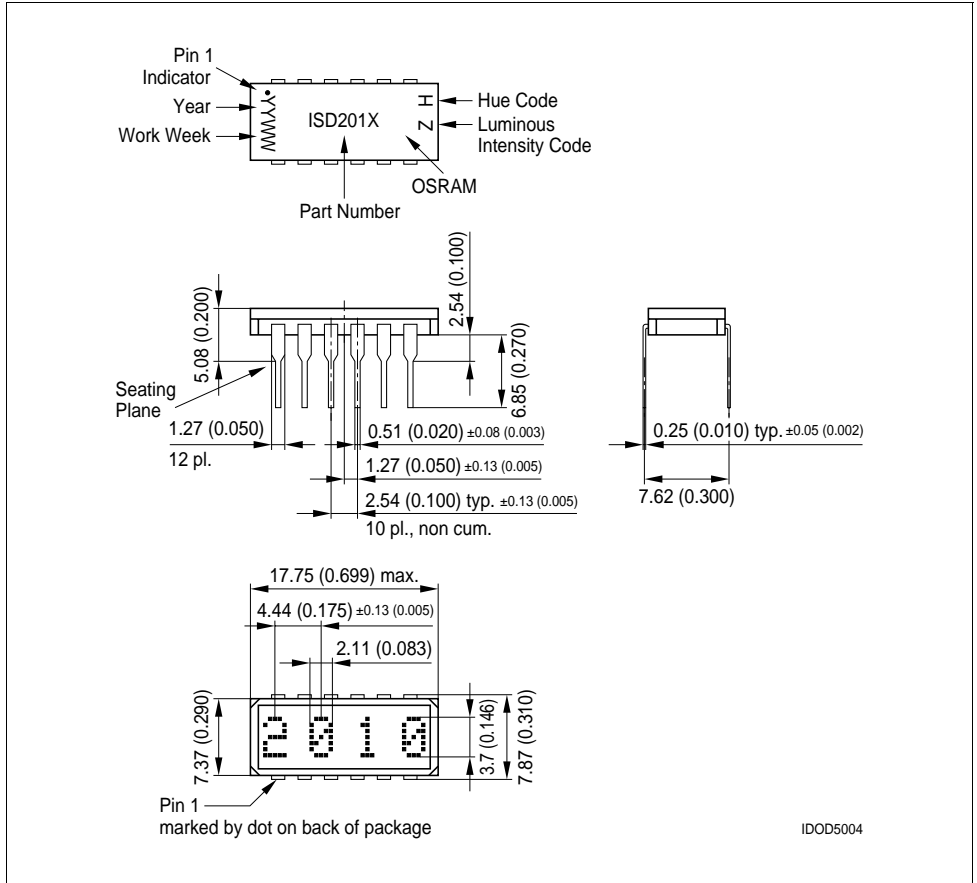 Pin 1
Indicator
Year
Work Week
YYWW
ISD201X
H
Z
Hue Code
Luminous
Intensity Code
OSRAM
Part Number
5.08 (0.200)
2.54 (0.100)
6.85 (0.270)
Seating
Plane
1.27 (0.050)
12 pl.
0.51 (0.020) ±0.08 (0.003)
1.27 (0.050) ±0.13 (0.005)
2.54 (0.100) typ. ±0.13 (0.005)
10 pl., non cum.
0.25 (0.010) typ. ±0.05 (0.002)
7.62 (0.300)
17.75 (0.699) max.
4.44 (0.175) ±0.13 (0.005)
2.11 (0.083)
7.37 (0.290)
2010
3.7 (0.146)
7.87 (0.310)
Pin 1
marked by dot on back of package
IDOD5004